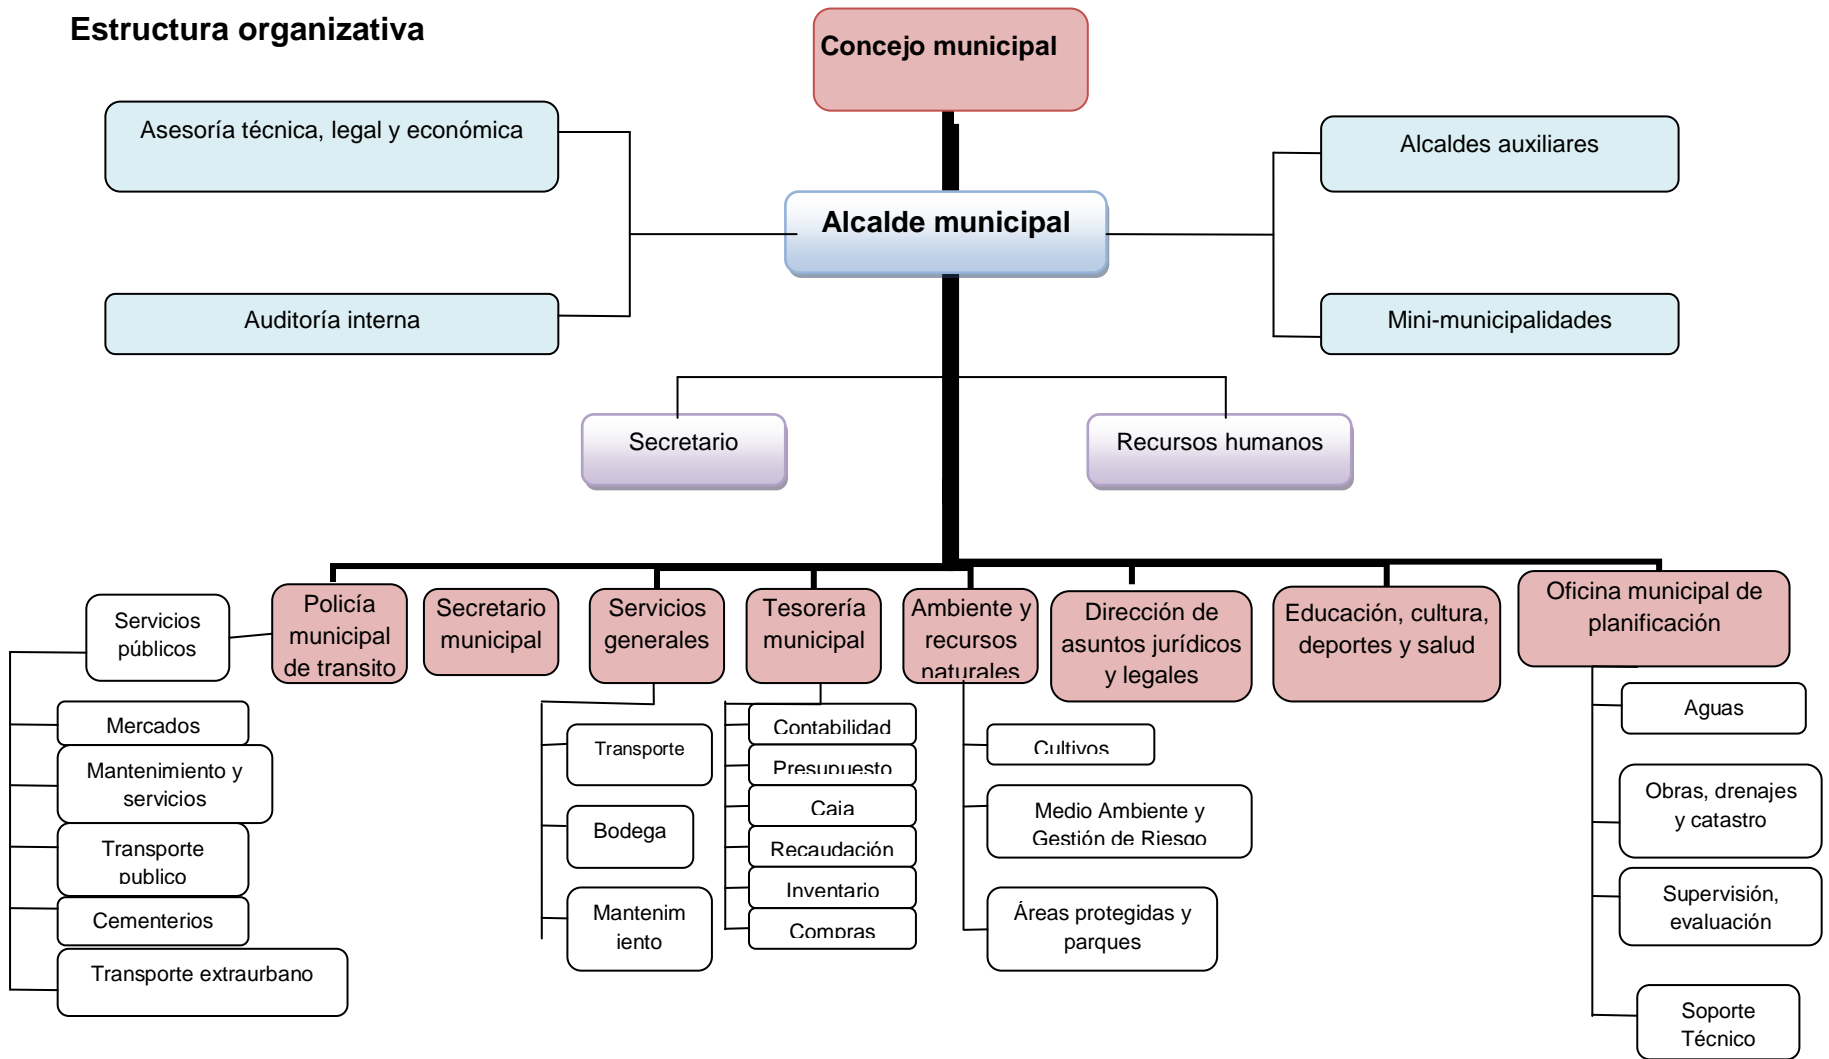 Estructura organizativa
Concejo municipal
Asesoría técnica, legal y económica
Alcaldes auxiliares
Alcalde municipal
Auditoría interna
Mini-municipalidades
Secretario
Recursos humanos
Servicios
públicos
Policía
municipal
de transito
Secretario
municipal
Servicios
generales
Tesorería
municipal
Ambiente y
recursos
naturales
Dirección de
asuntos jurídicos
y legales
Educación, cultura,
deportes y salud
Oficina municipal de
planificación
Mercados
Mantenimiento y
servicios
Transporte
publico
Cementerios
Transporte extraurbano
Transporte
Bodega
Mantenim
iento
Contabilidad
Presupuesto
Caja
Recaudación
Inventario
Compras
Cultivos
Medio Ambiente y
Gestión de Riesgo
Áreas protegidas y
parques
Aguas
Obras, drenajes
y catastro
Supervisión,
evaluación
Soporte
Técnico